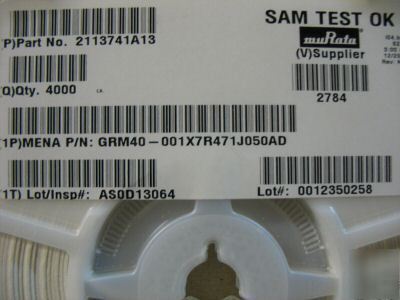 SAM TEST OK
(P)Part No. 2113741A13
muRata
(V)Supplier
(Q)Qty. 4000
2784
(1P)MENA P/N: GRM40-001X7R471J050AD
(1T) Lot/Insp#: AS0D13064
Lot#: 0012350258